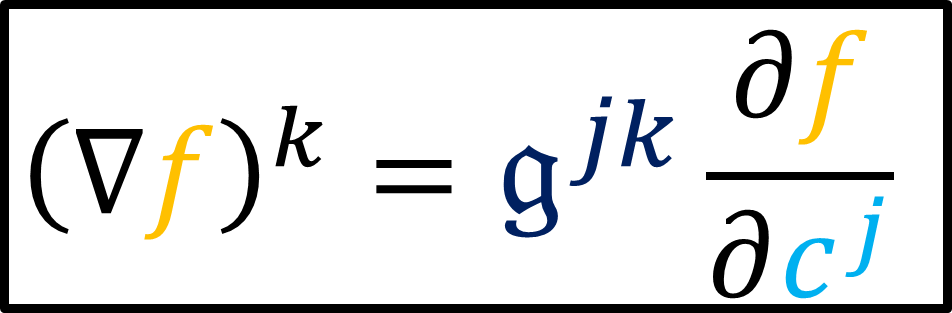 (∇f)^k = 𝔤^{jk} ∂f/∂c^j